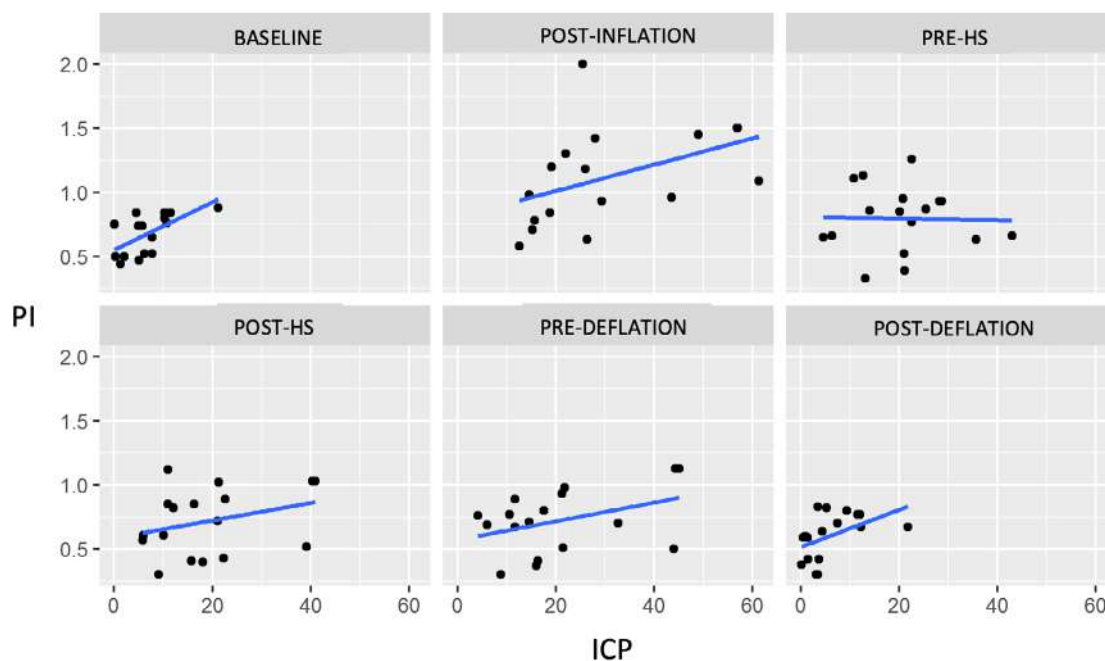 BASELINE POST-INFLATION PRE-HS
2.0
1.5
1.0
0.5
PI
POST-HS PRE-DEFLATION POST-DEFLATION
2.0
1.5
1.0
0.5
0 20 40 60 0 20 40 60 0 20 40 60
ICP